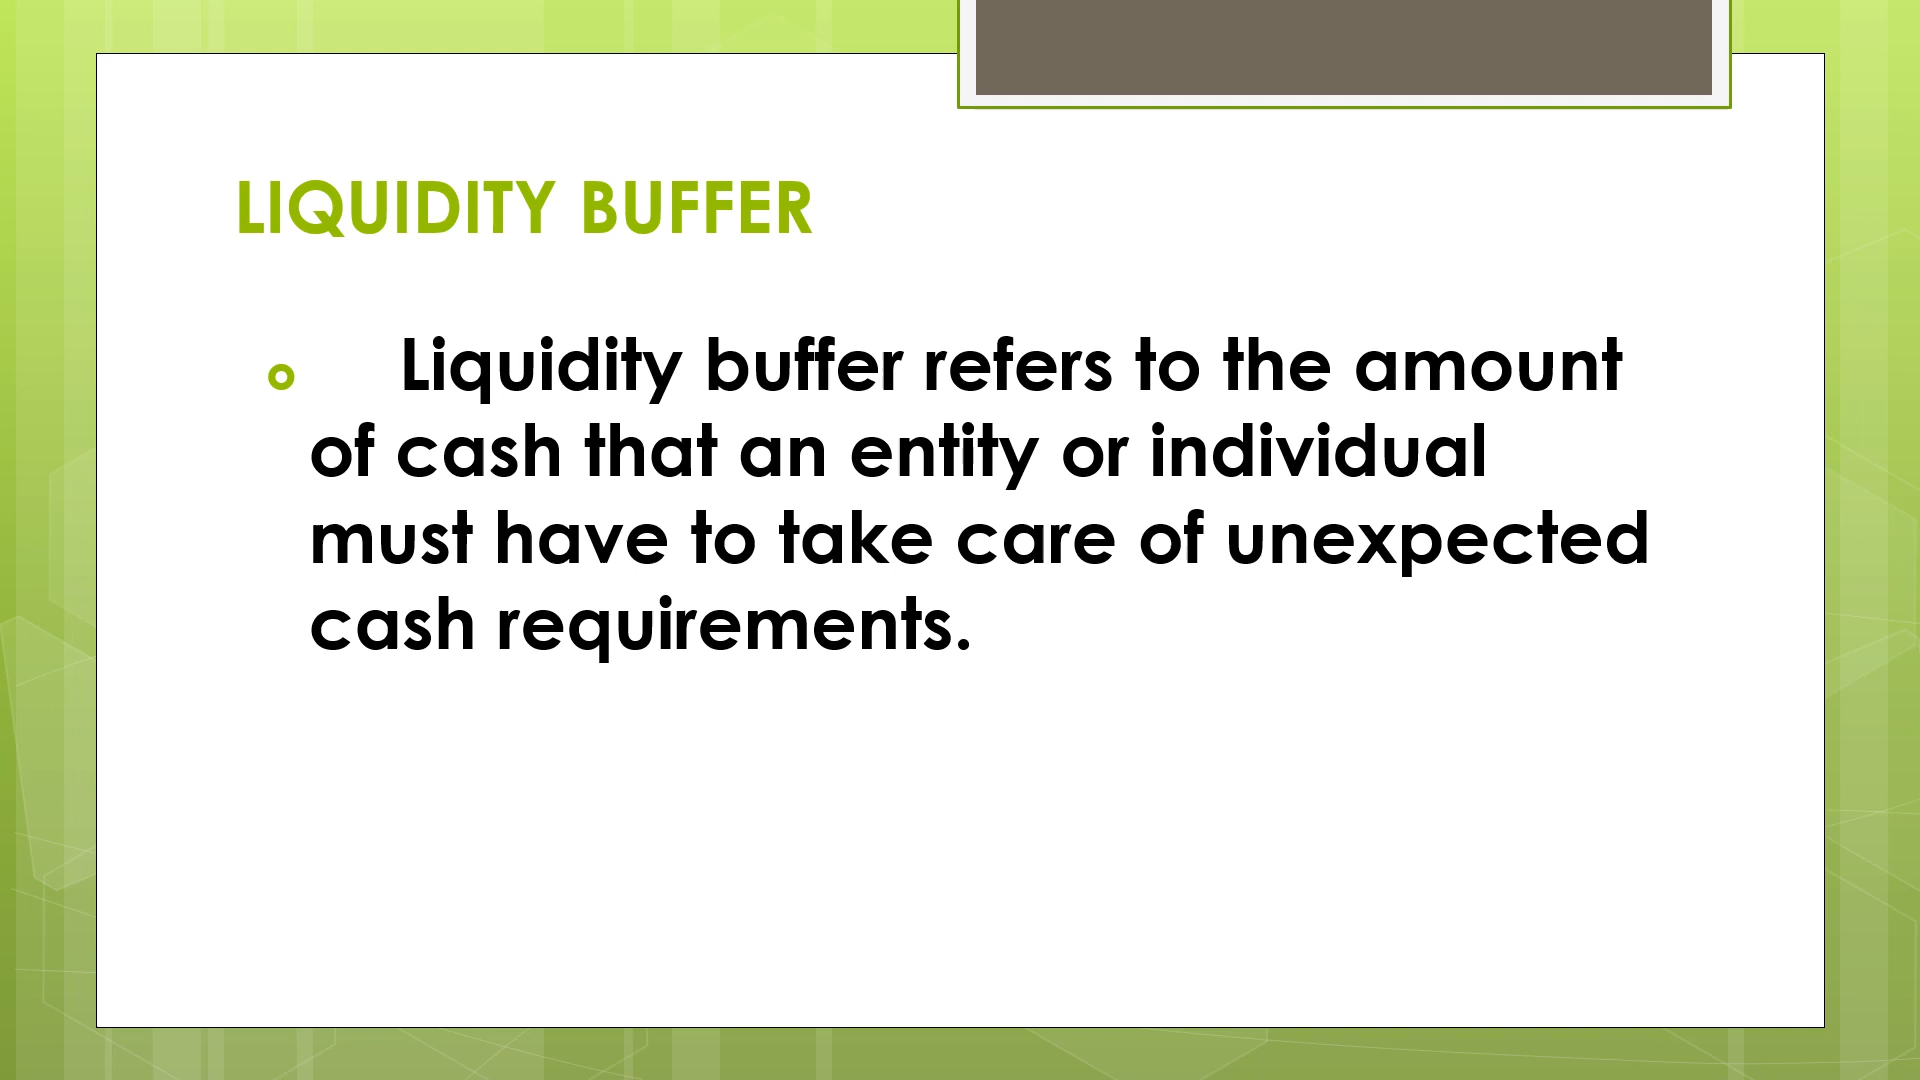 LIQUIDITY BUFFER
Liquidity buffer refers to the amount
of cash that an entity or individual
must have to take care of unexpected
cash requirements.